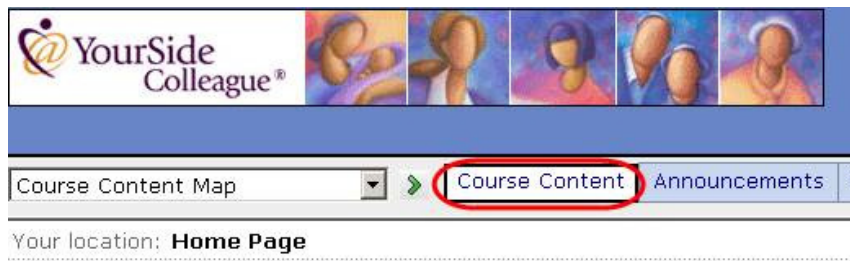 @YourSide
Colleague®
Course Content Map Course Content Announcements
Your location: Home Page